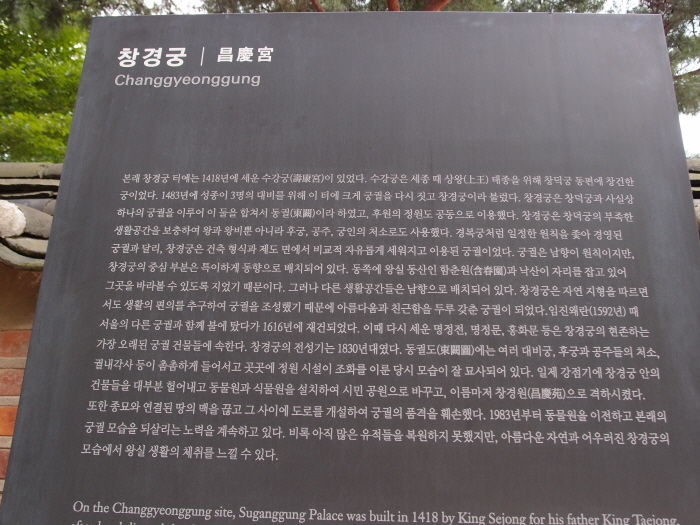 창경궁 | 昌慶宮
Changgyeonggung
본래 창경궁 터에는 1418년에 세운 수강궁(壽康宮)이 있었다. 수강궁은 세종 때 상왕(上王) 태종을 위해 창덕궁 동편에 창건한
궁이었다. 1483년에 성종이 3명의 대비를 위해 이 터에 크게 궁궐을 다시 짓고 창경궁이라 불렀다. 창경궁은 창덕궁과 사실상
하나의 궁궐을 이루어 이 둘을 합쳐서 동궐(東闕)이라 하였고, 후원의 정원도 공동으로 이용했다. 창경궁은 창덕궁의 부족한
생활공간을 보충하여 왕과 왕비뿐 아니라 후궁, 공주, 궁인의 처소로도 사용했다. 경복궁처럼 일정한 원칙을 좇아 경영된
궁궐과 달리, 창경궁은 건축 형식과 제도 면에서 비교적 자유롭게 세워지고 이용된 궁궐이었다. 궁궐은 남향이 원칙이지만,
창경궁의 중심 부분은 특이하게 동향으로 배치되어 있다. 동쪽에 왕실 동산인 함춘원(含春園)과 낙산이 자리를 잡고 있어
그곳을 바라볼 수 있도록 지었기 때문이다. 그러나 다른 생활공간들은 남향으로 배치되어 있다. 창경궁은 자연 지형을 따르면
서도 생활의 편의를 추구하여 궁궐을 조성했기 때문에 아름다움과 친근함을 두루 갖춘 궁궐이 되었다.임진왜란(1592년) 때
서울의 다른 궁궐과 함께 불에 탔다가 1616년에 재건되었다. 이때 다시 세운 명정전, 명정문, 홍화문 등은 창경궁의 현존하는
가장 오래된 궁궐 건물들에 속한다. 창경궁의 전성기는 1830년대였다. 동궐도(東闕圖)에는 여러 대비궁, 후궁과 공주들의 처소,
궐내각사 등이 촘촘하게 들어서고 곳곳에 정원 시설이 조화를 이룬 당시 모습이 잘 묘사되어 있다. 일제 강점기에 창경궁 안의
건물들을 대부분 헐어내고 동물원과 식물원을 설치하여 시민 공원으로 바꾸고, 이름마저 창경원(昌慶苑)으로 격하시켰다.
또한 종묘와 연결된 땅의 맥을 끊고 그 사이에 도로를 개설하여 궁궐의 품격을 훼손했다. 1983년부터 동물원을 이전하고 본래의
궁궐 모습을 되살리는 노력을 계속하고 있다. 비록 아직 많은 유적들을 복원하지 못했지만, 아름다운 자연과 어우러진 창경궁의
모습에서 왕실 생활의 체취를 느낄 수 있다.
On the Changgyeonggung site, Suganggung Palace was built in 1418 by King Sejong for his father King Taejong,